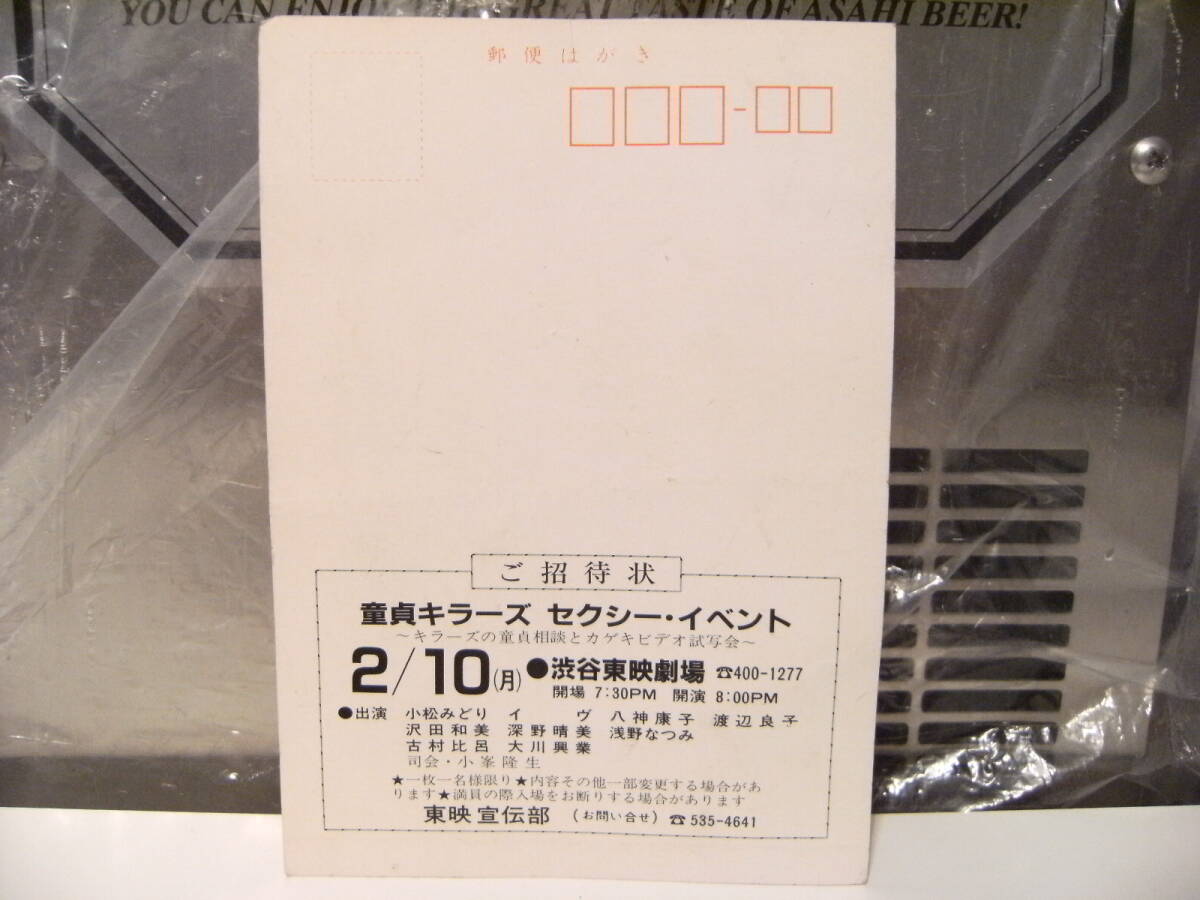 YOU CAN ENJOY THE GREAT TASTE OF ASAHI BEER!
郵便はがき
ご招待状
童貞キラーズ セクシー・イベント
〜キラーズの童貞相談とカゲキビデオ試写会〜
2/10(月)●渋谷東映劇場 ☎400-1277
開場 7:30PM 開演 8:00PM
●出演 小松みどり イヴ 八神康子 渡辺良子
沢田和美 深野晴美 浅野なつみ
古村比呂 大川興業
司会・小峯隆生
★一枚一名様限り★内容その他一部変更する場合があ
ります★満員の際入場をお断りする場合があります
東映宣伝部 (お問い合せ) ☎535-4641